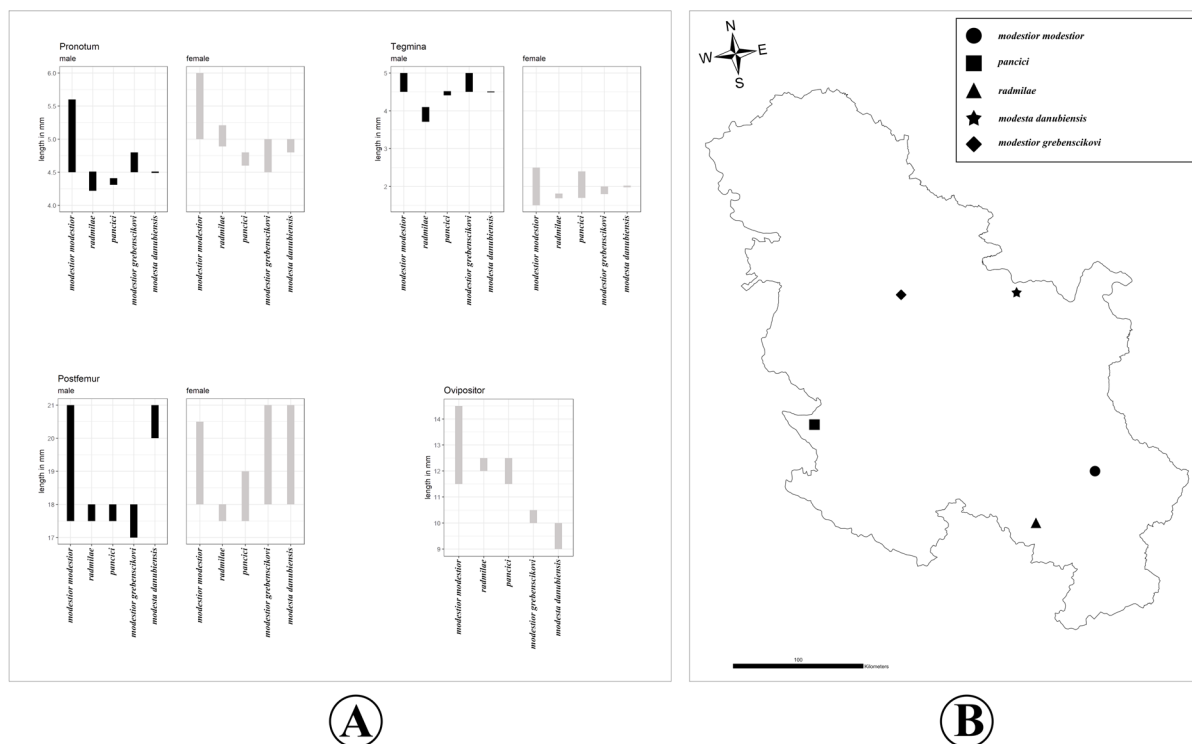 Pronotum
male
female
length in mm
6.0
5.5
5.0
4.5
4.0
modestior modestior
radmilae
pancici
modestior grebenscikovi
modesta danubiensis
modestior modestior
radmilae
pancici
modestior grebenscikovi
modesta danubiensis
Tegmina
male
female
length in mm
5
4
3
2
modestior modestior
radmilae
pancici
modestior grebenscikovi
modesta danubiensis
modestior modestior
radmilae
pancici
modestior grebenscikovi
modesta danubiensis
Postfemur
male
female
length in mm
21
20
19
18
17
modestior modestior
radmilae
pancici
modestior grebenscikovi
modesta danubiensis
modestior modestior
radmilae
pancici
modestior grebenscikovi
modesta danubiensis
Ovipositor
length in mm
14
13
12
11
10
9
modestior modestior
radmilae
pancici
modestior grebenscikovi
modesta danubiensis
A
N
W
E
S
modestior modestior
pancici
radmilae
modesta danubiensis
modestior grebenscikovi
100
Kilometers
B